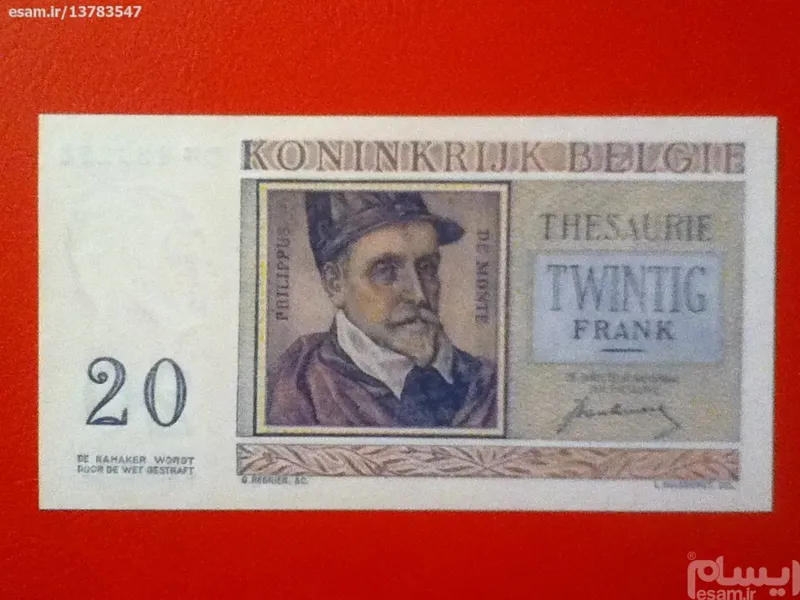 esam.ir/13783547
KONINKRIJK BELGIE
PHILIPPUS
DE MONTE
THESAURIE
TWINTIG
FRANK
20
DE NAMAKER WORDT
DOOR DE WET GESTRAFT
ایسام
esam.ir